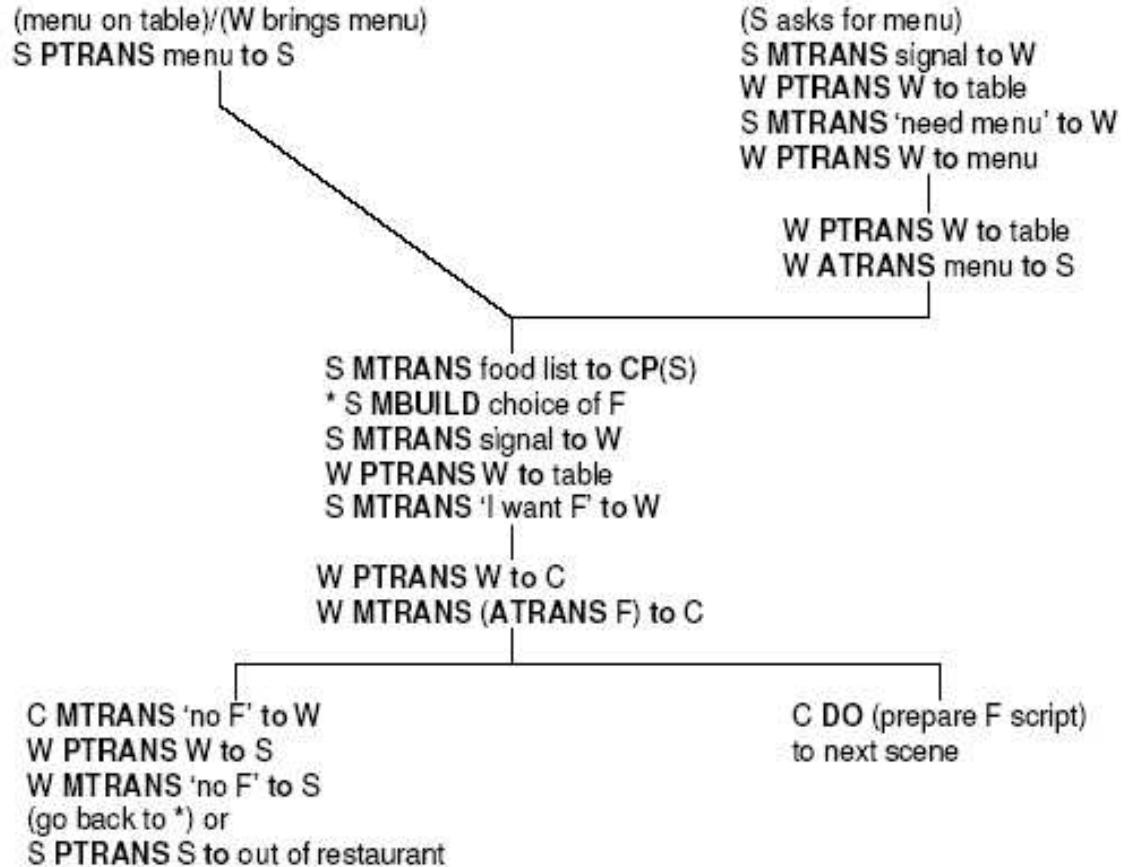 (menu on table)/(W brings menu)
S PTRANS menu to S
(S asks for menu)
S MTRANS signal to W
W PTRANS W to table
S MTRANS ‘need menu’ to W
W PTRANS W to menu
W PTRANS W to table
W ATRANS menu to S
S MTRANS food list to CP(S)
* S MBUILD choice of F
S MTRANS signal to W
W PTRANS W to table
S MTRANS ‘I want F’ to W
W PTRANS W to C
W MTRANS (ATRANS F) to C
C MTRANS ‘no F’ to W
W PTRANS W to S
W MTRANS ‘no F’ to S
(go back to *) or
S PTRANS S to out of restaurant
C DO (prepare F script)
to next scene